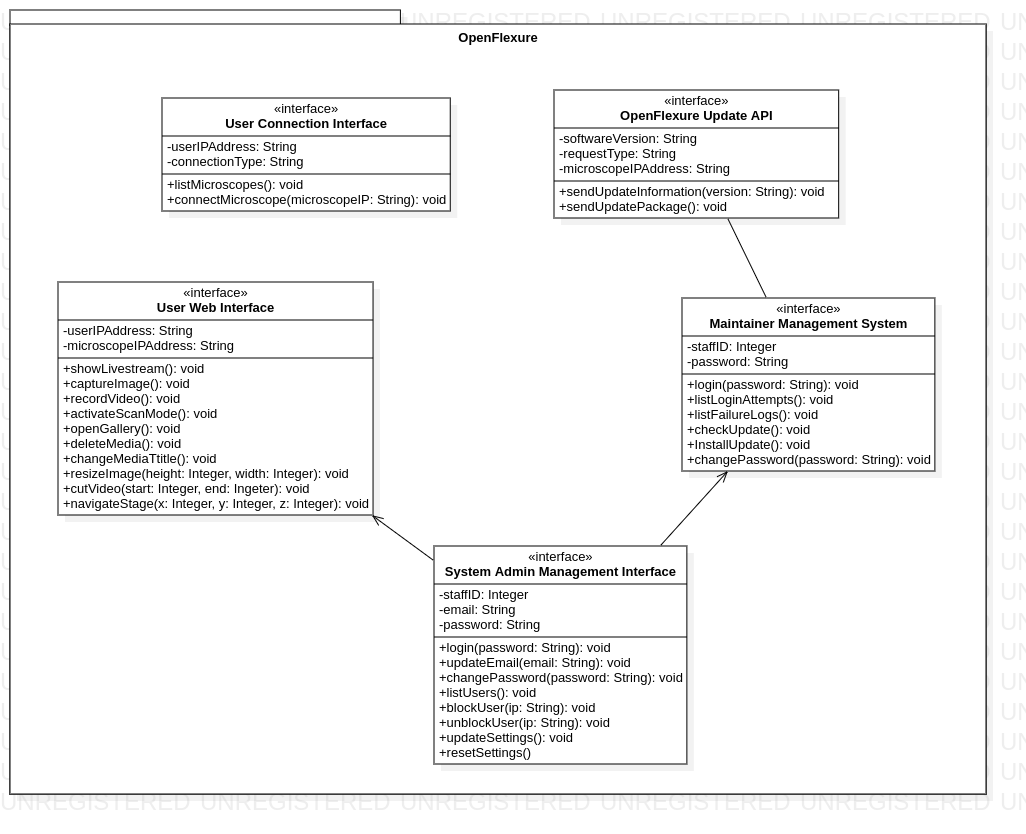 OpenFlexure
«interface»
User Connection Interface
-userIPAddress: String
-connectionType: String
+listMicroscopes(): void
+connectMicroscope(microscopeIP: String): void
«interface»
OpenFlexure Update API
-softwareVersion: String
-requestType: String
-microscopeIPAddress: String
+sendUpdateInformation(version: String): void
+sendUpdatePackage(): void
«interface»
User Web Interface
-userIPAddress: String
-microscopeIPAddress: String
+showLivestream(): void
+captureImage(): void
+recordVideo(): void
+activateScanMode(): void
+openGallery(): void
+deleteMedia(): void
+changeMediaTtitle(): void
+resizeImage(height: Integer, width: Integer): void
+cutVideo(start: Integer, end: Ingeter): void
+navigateStage(x: Integer, y: Integer, z: Integer): void
«interface»
Maintainer Management System
-staffID: Integer
-password: String
+login(password: String): void
+listLoginAttempts(): void
+listFailureLogs(): void
+checkUpdate(): void
+InstallUpdate(): void
+changePassword(password: String): void
«interface»
System Admin Management Interface
-staffID: Integer
-email: String
-password: String
+login(password: String): void
+updateEmail(email: String): void
+changePassword(password: String): void
+listUsers(): void
+blockUser(ip: String): void
+unblockUser(ip: String): void
+updateSettings(): void
+resetSettings()
UNREGISTERED UNREGISTERED UNREGISTERED UNREGISTERED UNREGISTERED